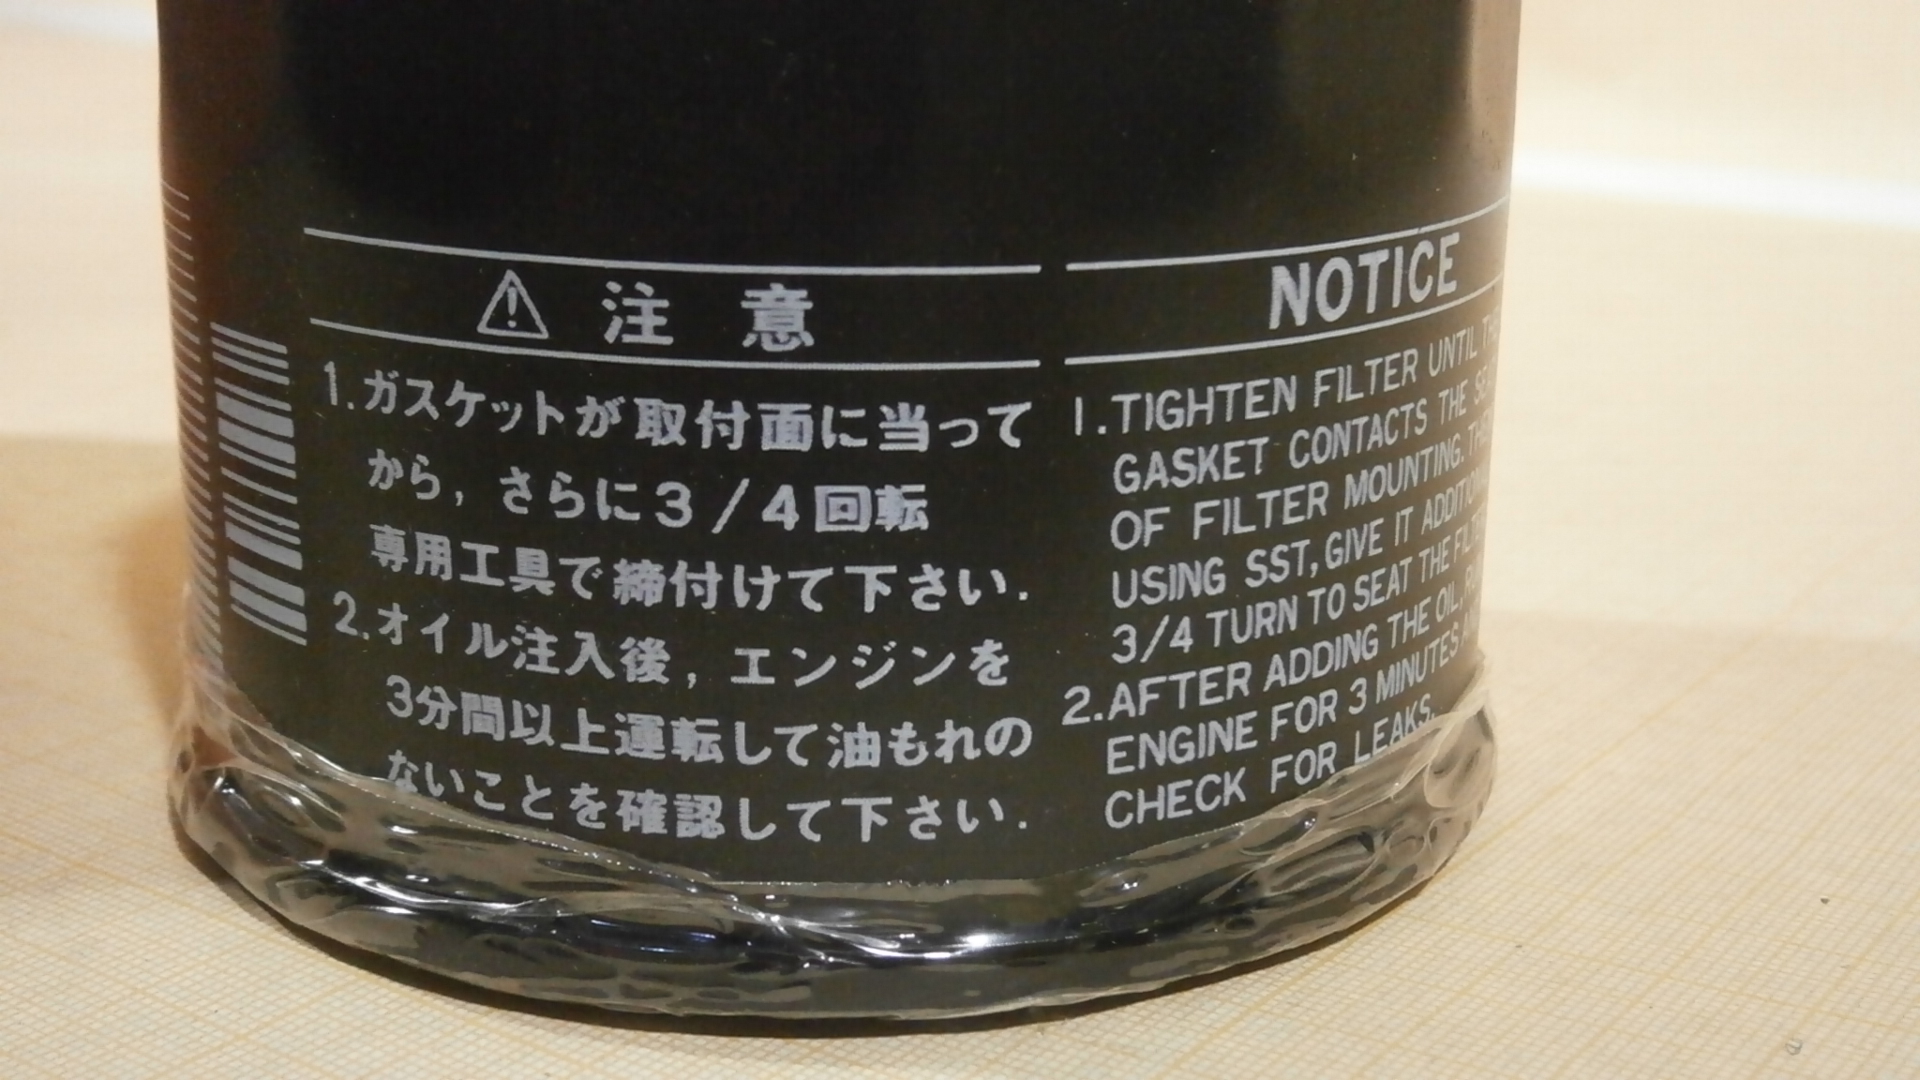 ⚠ 注意
1.ガスケットが取付面に当って
から,さらに3/4回転
専用工具で締付けて下さい.
2.オイル注入後,エンジンを
3分間以上運転して油もれの
ないことを確認して下さい.
NOTICE
1.TIGHTEN FILTER UNTIL
GASKET CONTACTS THE
OF FILTER MOUNTING.
USING SST, GIVE IT
3/4 TURN TO SEAT THE
2.AFTER ADDING THE OIL,
ENGINE FOR 3 MINUTES
CHECK FOR LEAKS.